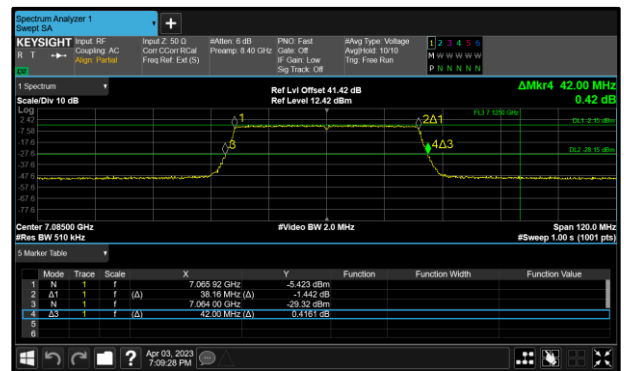 Spectrum Analyzer 1
Swept SA
+
KEYSIGHT Input: RF Input Z: 50 Ω #Atten: 6 dB PNO: Fast #Avg Type: Voltage 1 2 3 4 5 6
R T Coupling: AC Corr CCorr RCal Preamp: 8.40 GHz Gate: Off Avg|Hold: 10/10 M W W W W W
Align: Partial Freq Ref: Ext (S) IF Gain: Low Trig: Free Run
Sig Track: Off P N N N N N
LXI
1 Spectrum
Ref Lvl Offset 41.42 dB ΔMkr4 42.00 MHz
Scale/Div 10 dB Ref Level 12.42 dBm 0.42 dB
Log
FL3 7.1250 GHz
2.42 1 2Δ1 DL1 -2.15 dBm
-7.58
-17.6
-27.6 3 4Δ3 DL2 -28.15 dBm
-37.6
-47.6
-57.6
-67.6
-77.6
Center 7.08500 GHz #Video BW 2.0 MHz Span 120.0 MHz
#Res BW 510 kHz #Sweep 1.00 s (1001 pts)
5 Marker Table
Mode Trace Scale X Y Function Function Width Function Value
1 N 1 f 7.065 92 GHz -5.423 dBm
2 Δ1 1 f (Δ) 38.16 MHz (Δ) -1.442 dB
3 N 1 f 7.064 00 GHz -29.32 dBm
4 Δ3 1 f (Δ) 42.00 MHz (Δ) 0.4161 dB
5
6
? Apr 03, 2023
7:09:28 PM